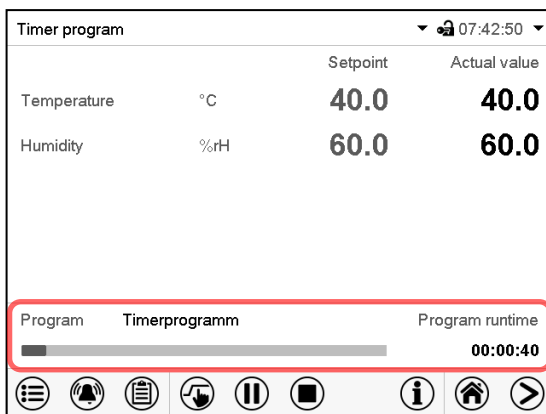 Timer program 07:42:50
Setpoint Actual value
Temperature °C 40.0 40.0
Humidity %rH 60.0 60.0
Program Timerprogramm Program runtime
00:00:40